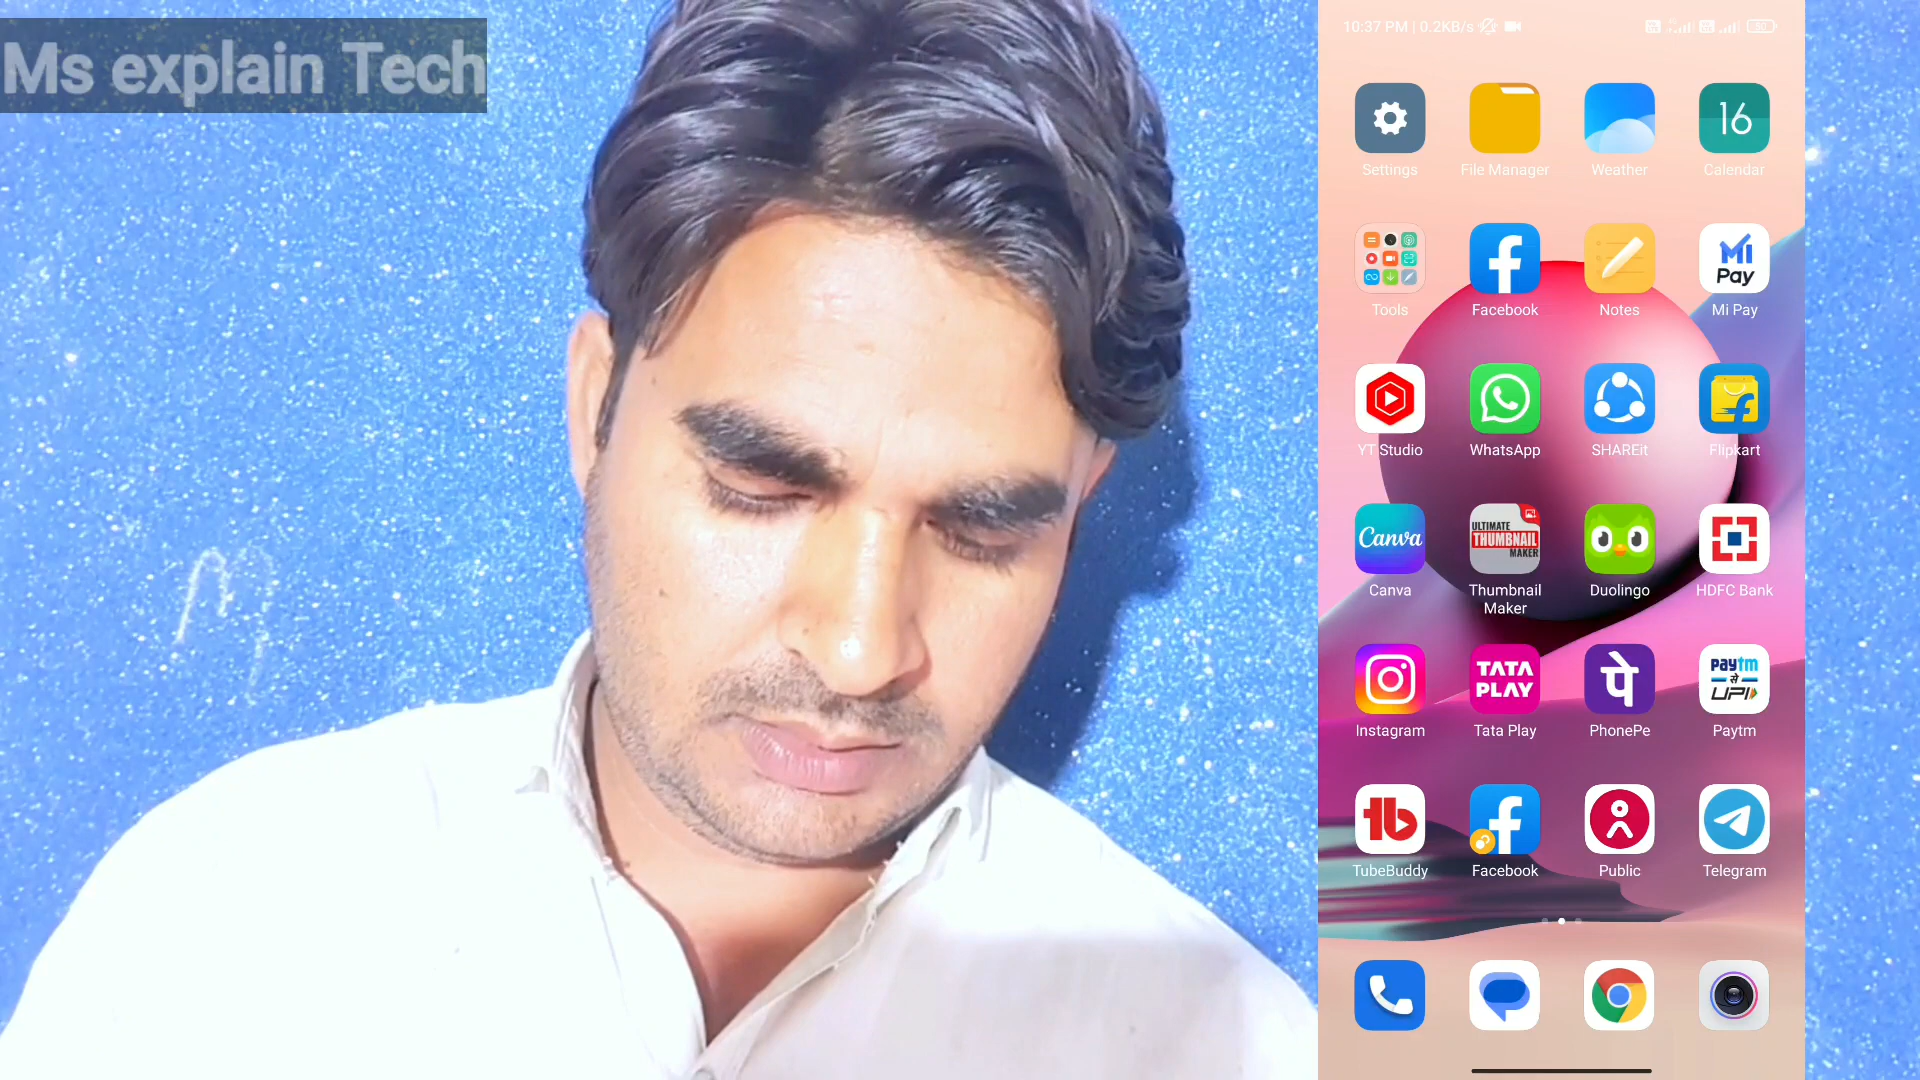 Ms explain Tech
10:37 PM | 0.2KB/s
16
Settings File Manager Weather Calendar
Mi Pay
Tools Facebook Notes Mi Pay
YT Studio WhatsApp SHAREit Flipkart
Canva ULTIMATE THUMBNAIL MAKER
Canva Thumbnail Maker Duolingo HDFC Bank
TATA PLAY पे paytm से UPI
Instagram Tata Play PhonePe Paytm
tb
TubeBuddy Facebook Public Telegram